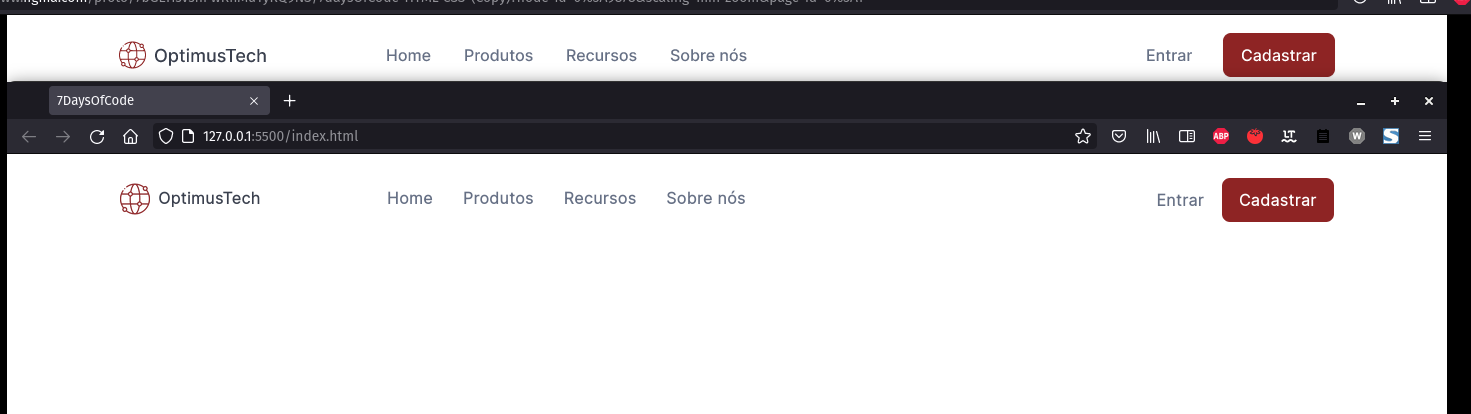 OptimusTech Home Produtos Recursos Sobre nós Entrar Cadastrar
7DaysOfCode
127.0.0.1:5500/index.html ABP LT W S
OptimusTech Home Produtos Recursos Sobre nós Entrar Cadastrar